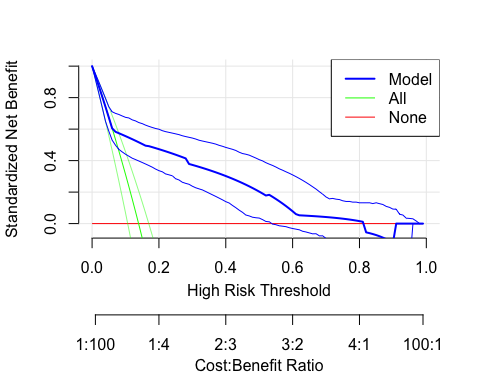 Standardized Net Benefit
0.8
0.4
0.0
Model
All
None
0.0 0.2 0.4 0.6 0.8 1.0
High Risk Threshold
1:100 1:4 2:3 3:2 4:1 100:1
Cost:Benefit Ratio